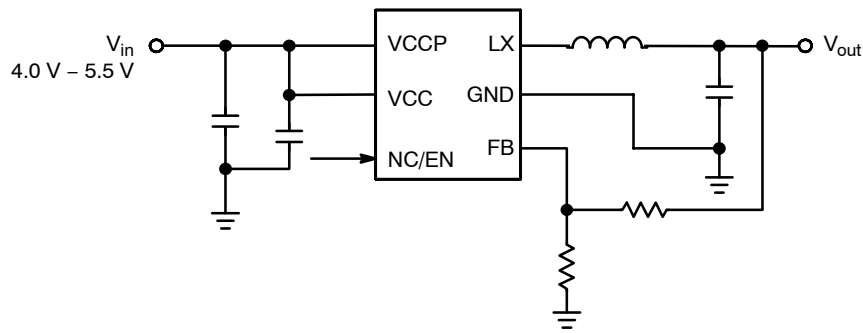 V_in
4.0 V – 5.5 V
VCCP
VCC
NC/EN
LX
GND
FB
V_out